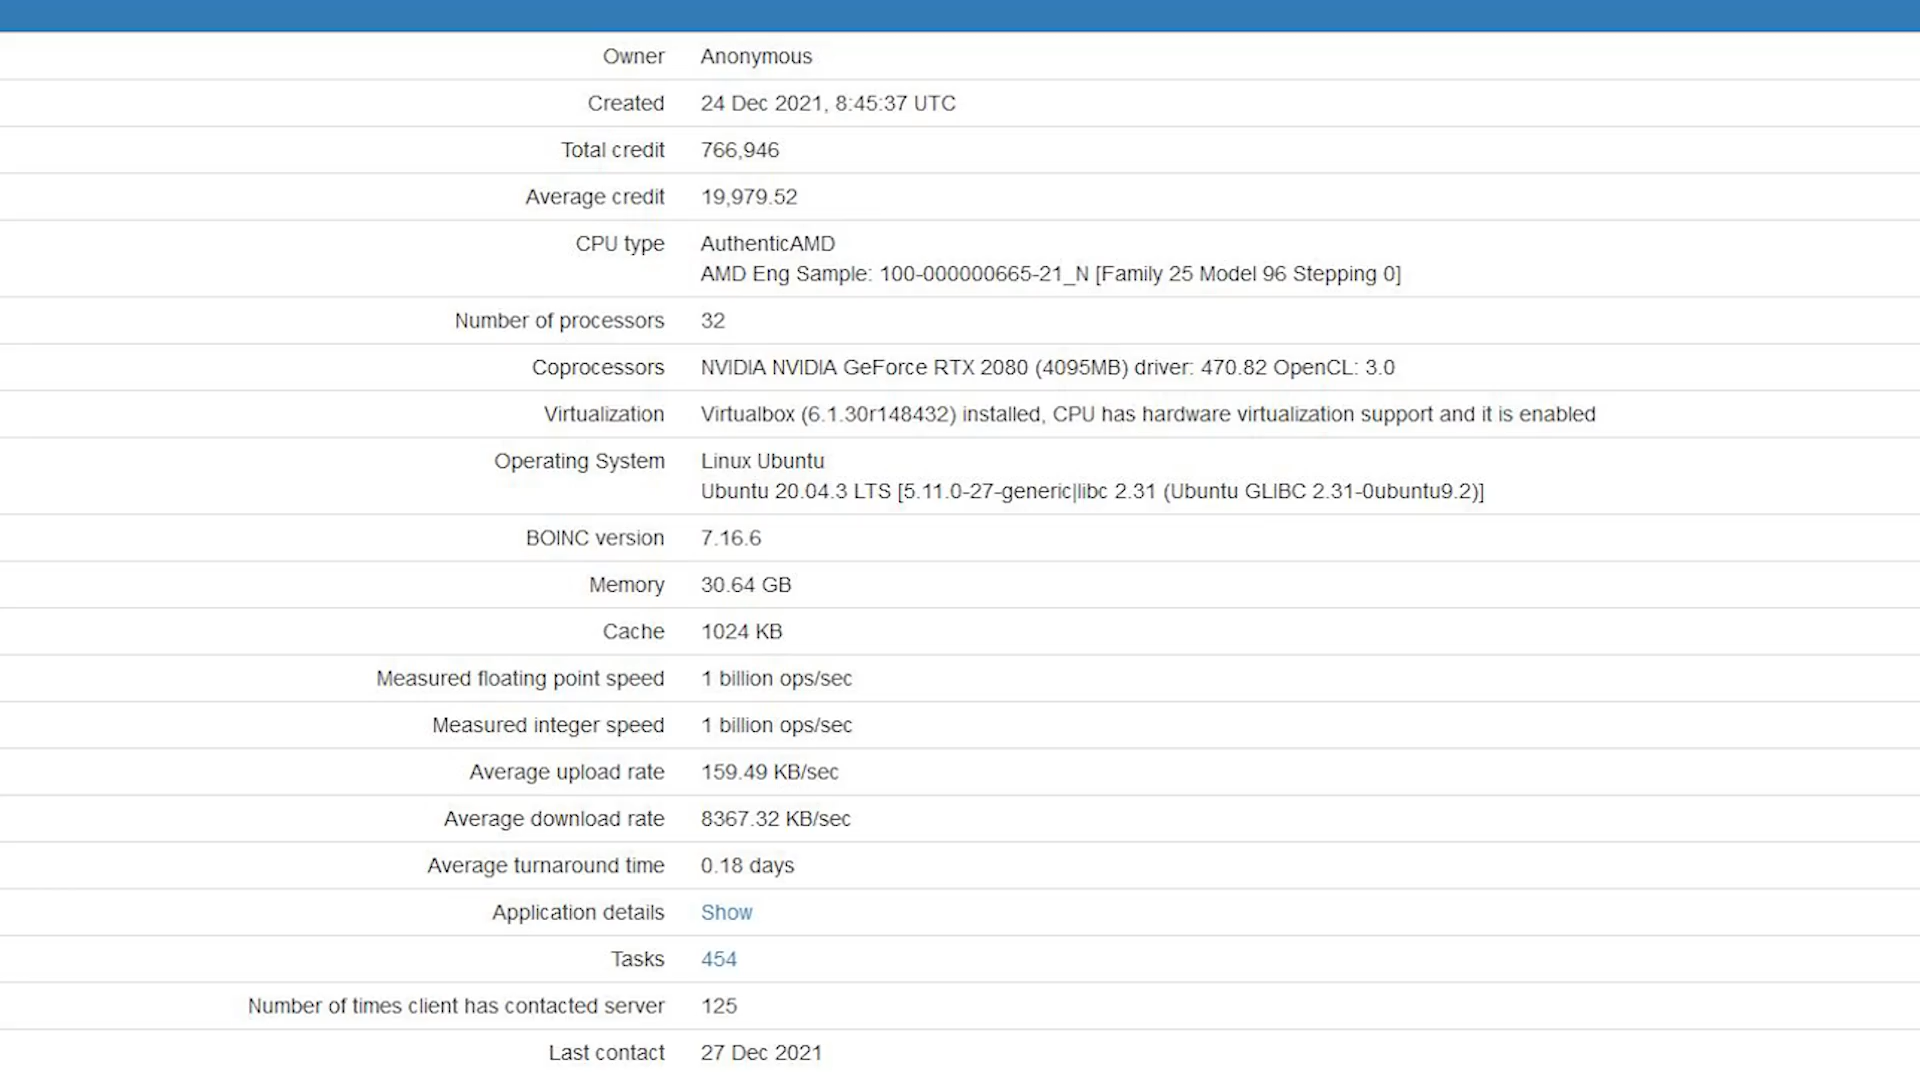 Owner Anonymous
Created 24 Dec 2021, 8:45:37 UTC
Total credit 766,946
Average credit 19,979.52
CPU type AuthenticAMD
AMD Eng Sample: 100-000000665-21_N [Family 25 Model 96 Stepping 0]
Number of processors 32
Coprocessors NVIDIA NVIDIA GeForce RTX 2080 (4095MB) driver: 470.82 OpenCL: 3.0
Virtualization Virtualbox (6.1.30r148432) installed, CPU has hardware virtualization support and it is enabled
Operating System Linux Ubuntu
Ubuntu 20.04.3 LTS [5.11.0-27-generic|libc 2.31 (Ubuntu GLIBC 2.31-0ubuntu9.2)]
BOINC version 7.16.6
Memory 30.64 GB
Cache 1024 KB
Measured floating point speed 1 billion ops/sec
Measured integer speed 1 billion ops/sec
Average upload rate 159.49 KB/sec
Average download rate 8367.32 KB/sec
Average turnaround time 0.18 days
Application details Show
Tasks 454
Number of times client has contacted server 125
Last contact 27 Dec 2021